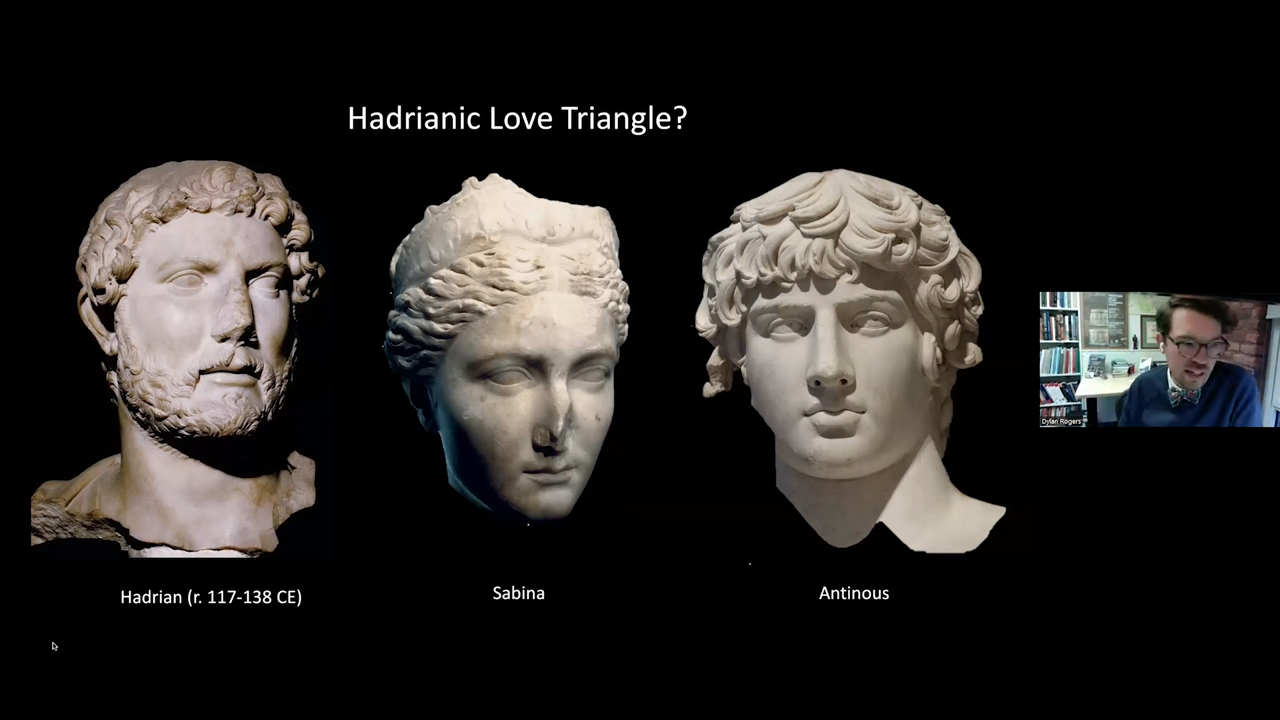 Hadrianic Love Triangle?
Hadrian (r. 117-138 CE)
Sabina
Antinous
Dylan Rogers